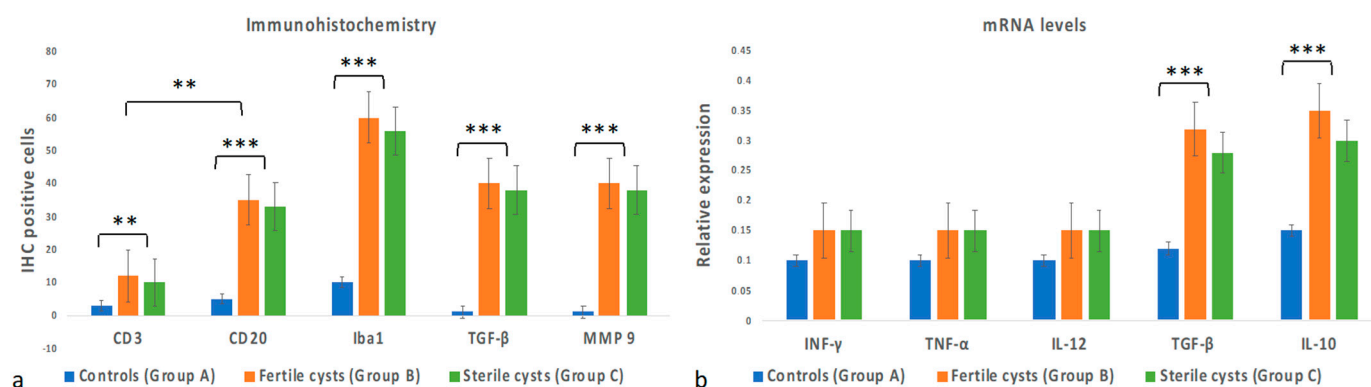 Immunohistochemistry
IHC positive cells
80
70
60
50
40
30
20
10
0
-10
**
**
***
***
***
***
CD3 CD20 Iba1 TGF-β MMP 9
Controls (Group A) Fertile cysts (Group B) Sterile cysts (Group C)
a
mRNA levels
Relative expression
0.45
0.4
0.35
0.3
0.25
0.2
0.15
0.1
0.05
0
***
***
INF-γ TNF-α IL-12 TGF-β IL-10
Controls (Group A) Fertile cysts (Group B) Sterile cysts (Group C)
b